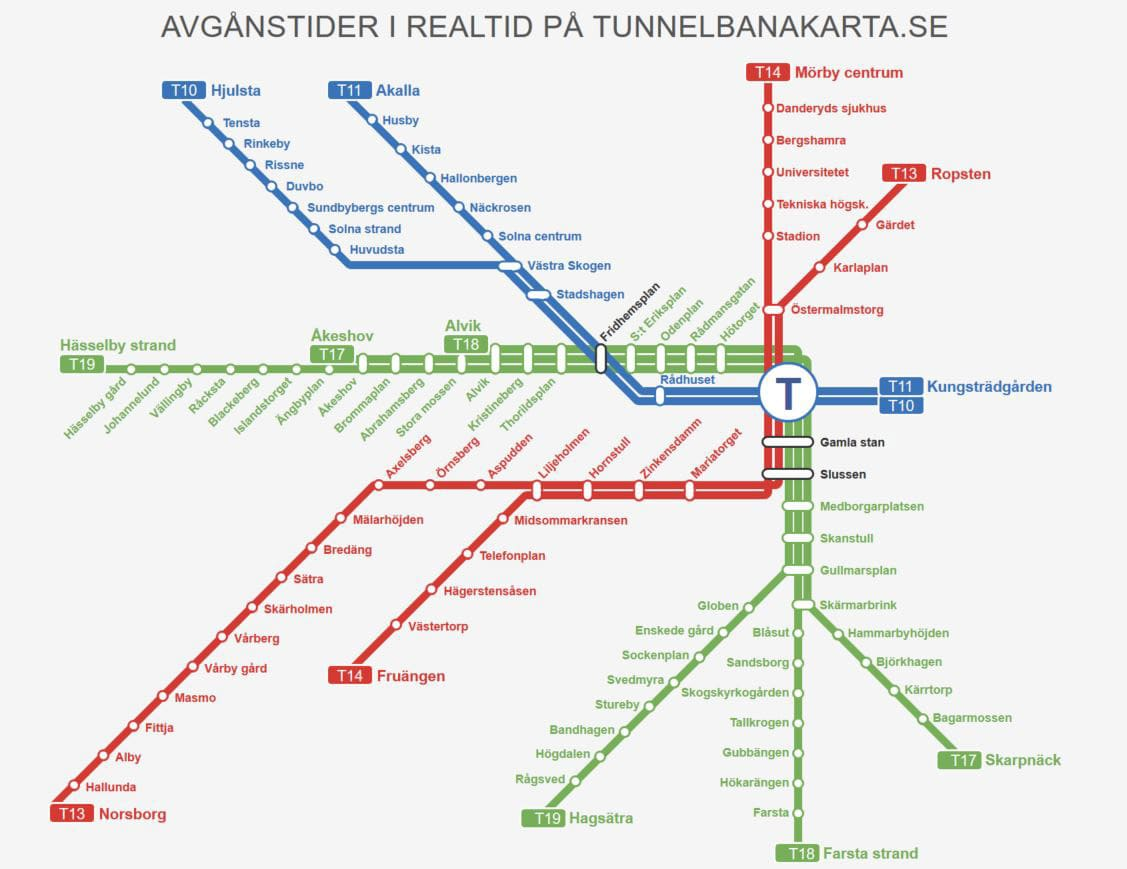 AVGÅNSTIDER I REALTID PÅ TUNNELBANAKARTA.SE
T14 Mörby centrum
T10 Hjulsta
T11 Akalla
Danderyds sjukhus
Husby
Tensta
Bergshamra
Rinkeby
Kista
Rissne
Universitetet
T13 Ropsten
Hallonbergen
Duvbo
Tekniska högsk.
Sundbybergs centrum
Näckrosen
Gärdet
Solna strand
Solna centrum
Stadion
Huvudsta
Västra Skogen
Karlaplan
Stadshagen
Östermalmstorg
Fridhemsplan
S:t Eriksplan
Odenplan
Rådmansgatan
Hötorget
Alvik
T18
Åkeshov
T17
Hässelby strand
T19
Hässelby gård
Johannelund
Vällingby
Råcksta
Blackeberg
Islandstorget
Ängbyplan
Åkeshov
Brommaplan
Abrahamsberg
Stora mossen
Alvik
Kristineberg
Thorildsplan
Rådhuset
T
T11 Kungsträdgården
T10
Gamla stan
Slussen
Axelsberg
Örnsberg
Aspudden
Liljeholmen
Hornstull
Zinkensdamm
Mariatorget
Medborgarplatsen
Skanstull
Gullmarsplan
Mälarhöjden
Bredäng
Sätra
Skärholmen
Vårberg
Vårby gård
Masmo
Fittja
Alby
Hallunda
T13 Norsborg
Midsommarkransen
Telefonplan
Hägerstensåsen
Västertorp
T14 Fruängen
Globen
Enskede gård
Sockenplan
Svedmyra
Stureby
Bandhagen
Högdalen
Rågsved
T19 Hagsätra
Skärmarbrink
Blåsut
Sandsborg
Skogskyrkogården
Tallkrogen
Gubbängen
Hökarängen
Farsta
T18 Farsta strand
Hammarbyhöjden
Björkhagen
Kärrtorp
Bagarmossen
T17 Skarpnäck